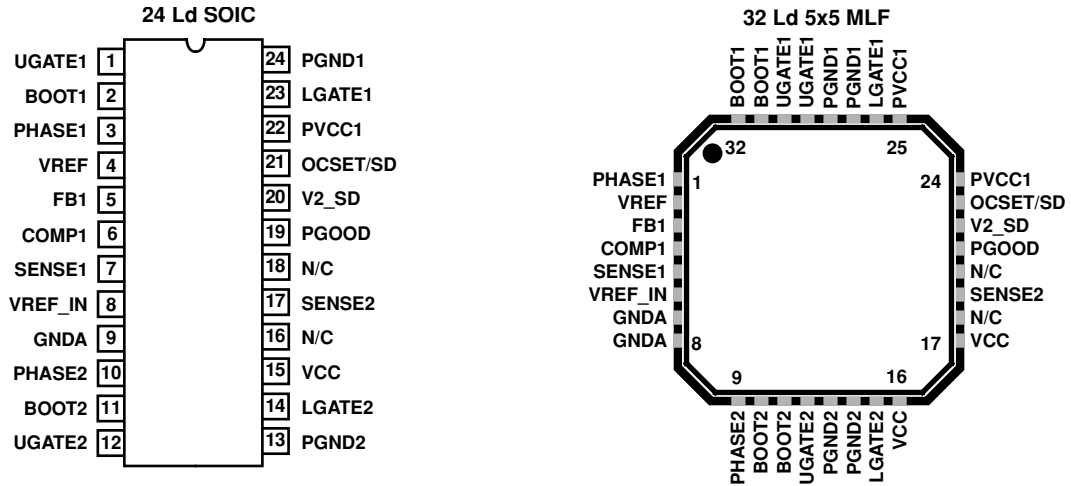 24 Ld SOIC
UGATE1 1
BOOT1 2
PHASE1 3
VREF 4
FB1 5
COMP1 6
SENSE1 7
VREF_IN 8
GNDA 9
PHASE2 10
BOOT2 11
UGATE2 12
24 PGND1
23 LGATE1
22 PVCC1
21 OCSET/SD
20 V2_SD
19 PGOOD
18 N/C
17 SENSE2
16 N/C
15 VCC
14 LGATE2
13 PGND2
32 Ld 5x5 MLF
BOOT1
BOOT1
UGATE1
UGATE1
PGND1
PGND1
LGATE1
PVCC1
32
25
PHASE1
VREF
FB1
COMP1
SENSE1
VREF_IN
GNDA
GNDA
1
8
24
17
PVCC1
OCSET/SD
V2_SD
PGOOD
N/C
SENSE2
N/C
VCC
9
16
PHASE2
BOOT2
BOOT2
UGATE2
PGND2
PGND2
LGATE2
VCC